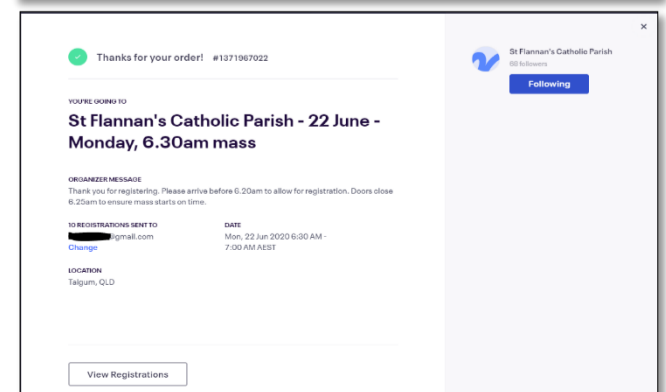 Thanks for your order! #1371967022
YOU'RE GOING TO
St Flannan's Catholic Parish - 22 June -
Monday, 6.30am mass
ORGANIZER MESSAGE
Thank you for registering. Please arrive before 6.20am to allow for registration. Doors close
6.25am to ensure mass starts on time.
10 REGISTRATIONS SENT TO
gmail.com
Change
DATE
Mon, 22 Jun 2020 6:30 AM -
7:00 AM AEST
LOCATION
Taigum, QLD
View Registrations
St Flannan's Catholic Parish
followers
Following